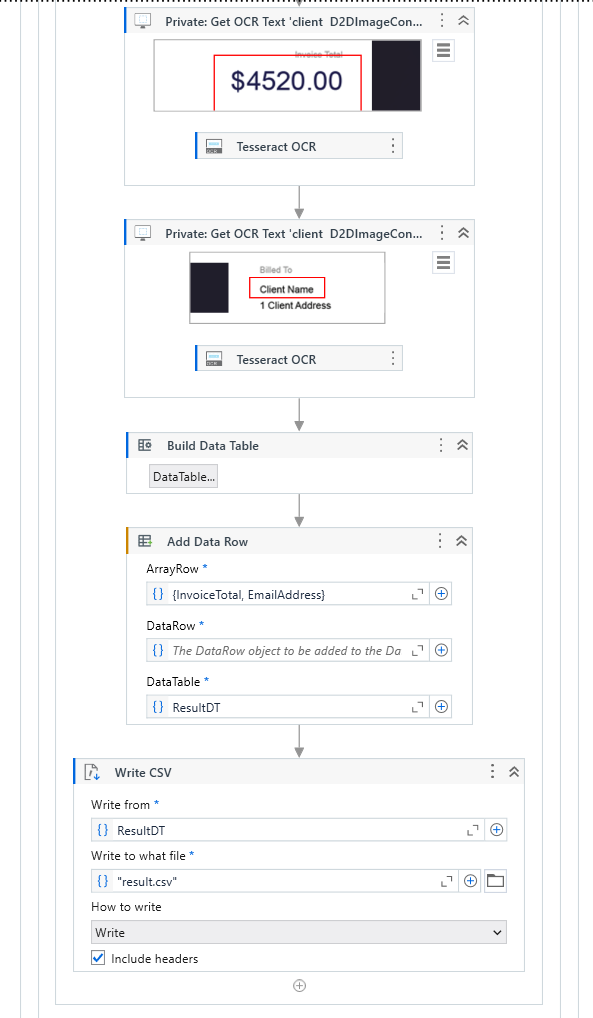 Private: Get OCR Text 'client D2DImageCon...
Invoice Total
$4520.00
Tesseract OCR
Private: Get OCR Text 'client D2DImageCon...
Billed To
Client Name
1 Client Address
Tesseract OCR
Build Data Table
DataTable...
Add Data Row
ArrayRow *
{InvoiceTotal, EmailAddress}
DataRow *
The DataRow object to be added to the Da
DataTable *
ResultDT
Write CSV
Write from *
ResultDT
Write to what file *
"result.csv"
How to write
Write
Include headers